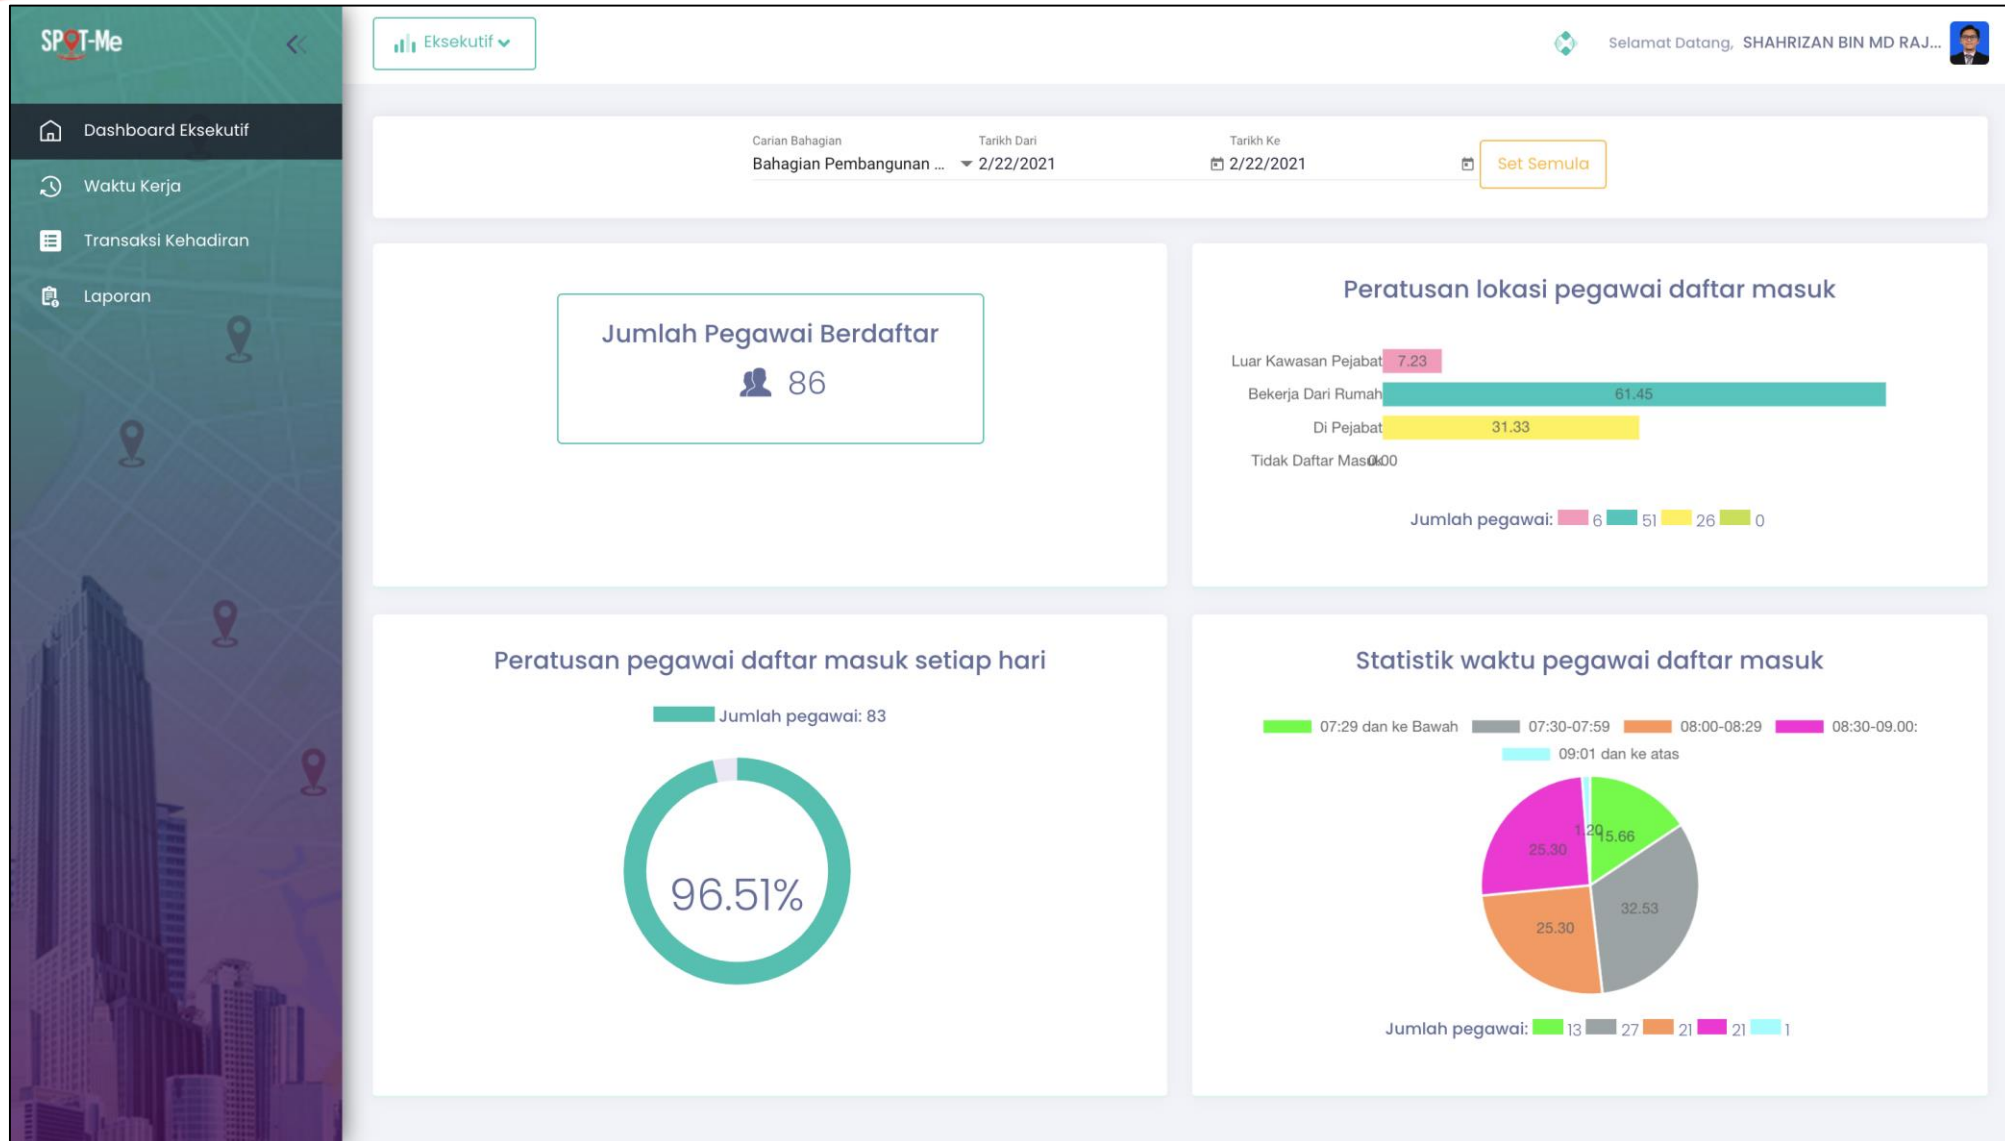 SPOT-Me
Eksekutif
Selamat Datang, SHAHRIZAN BIN MD RAJ...
Dashboard Eksekutif
Waktu Kerja
Transaksi Kehadiran
Laporan
Carian Bahagian
Bahagian Pembangunan ...
Tarikh Dari
2/22/2021
Tarikh Ke
2/22/2021
Set Semula
Jumlah Pegawai Berdaftar
86
Peratusan lokasi pegawai daftar masuk
Luar Kawasan Pejabat 7.23
Bekerja Dari Rumah 61.45
Di Pejabat 31.33
Tidak Daftar Masuk 0.00
Jumlah pegawai: 6 51 26 0
Peratusan pegawai daftar masuk setiap hari
Jumlah pegawai: 83
96.51%
Statistik waktu pegawai daftar masuk
07:29 dan ke Bawah 07:30-07:59 08:00-08:29 08:30-09.00:
09:01 dan ke atas
1.20
15.66
25.30
32.53
25.30
Jumlah pegawai: 13 27 21 21 1